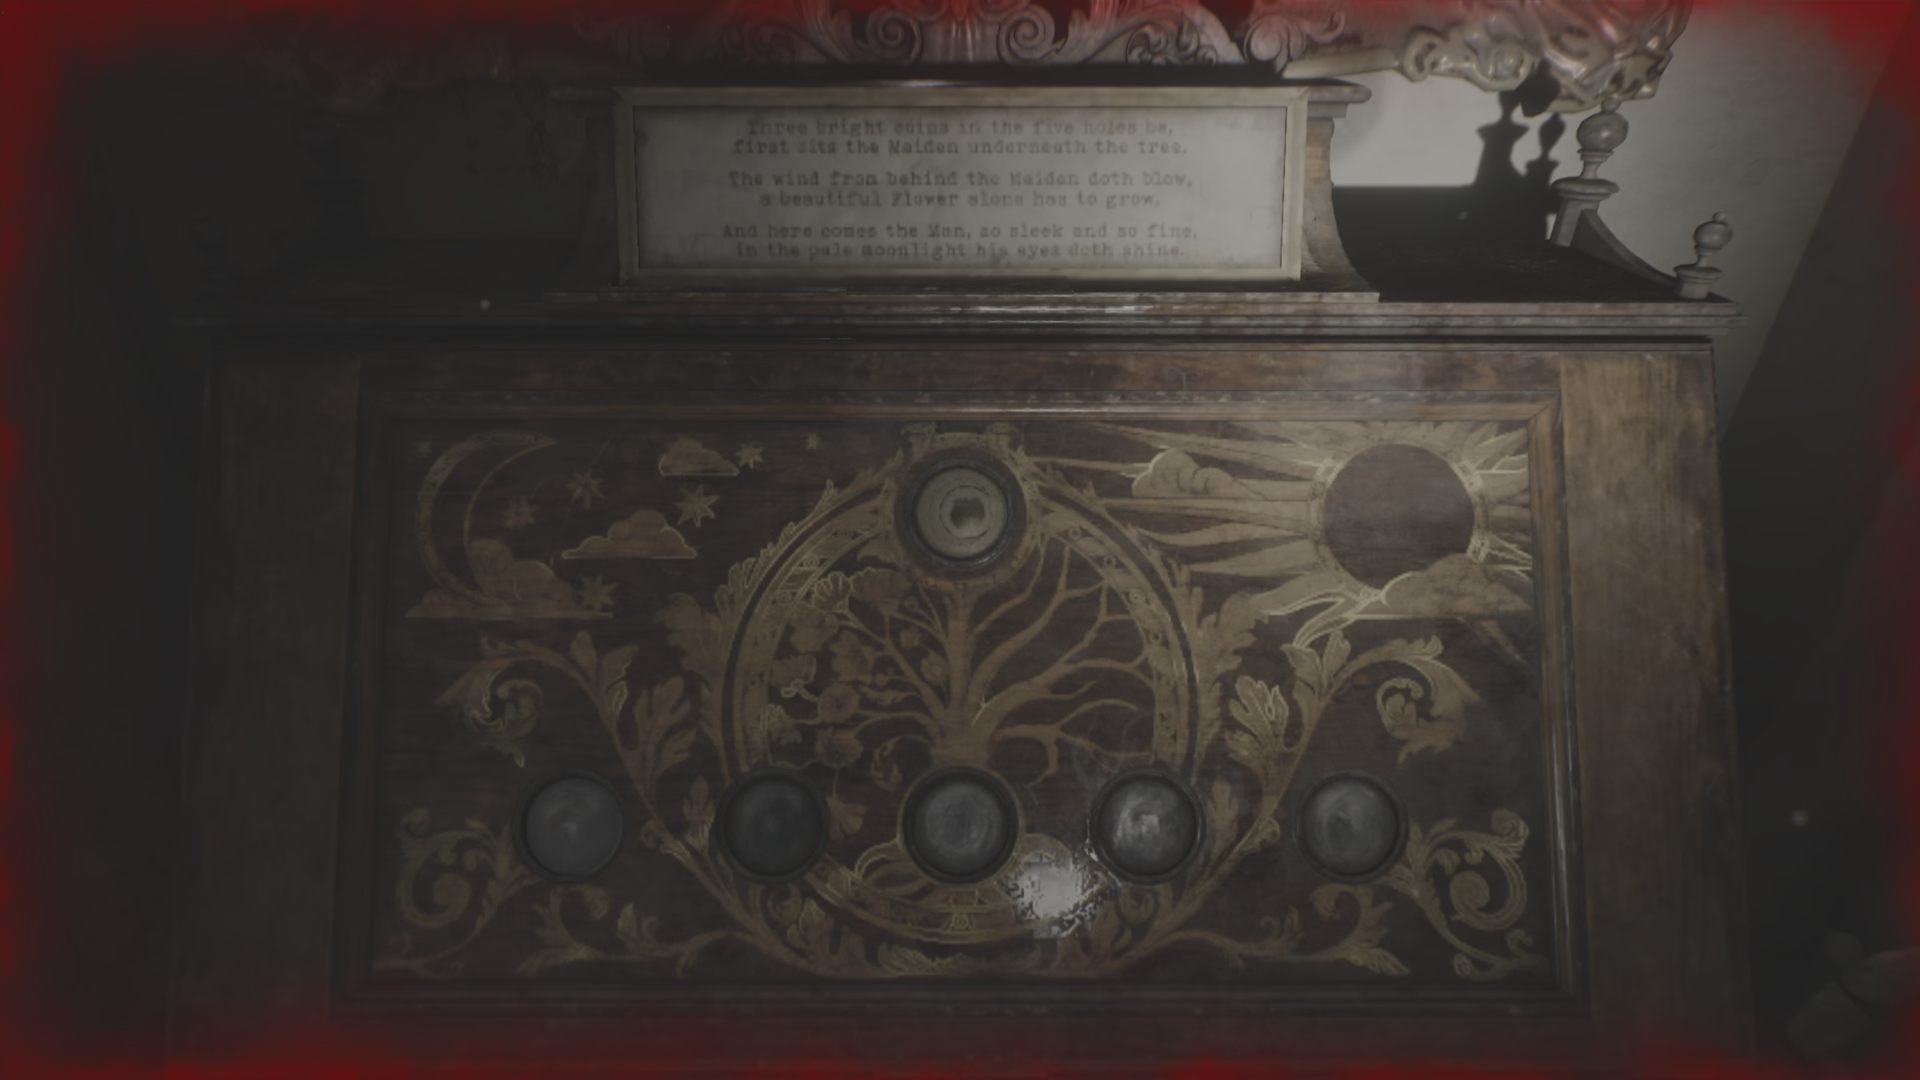 Three bright coins in the five holes be,
first sits the Maiden underneath the tree.
The wind from behind the Maiden doth blow,
a beautiful Flower alone has to grow.
And here comes the Man, so sleek and so fine,
in the pale moonlight his eyes doth shine.